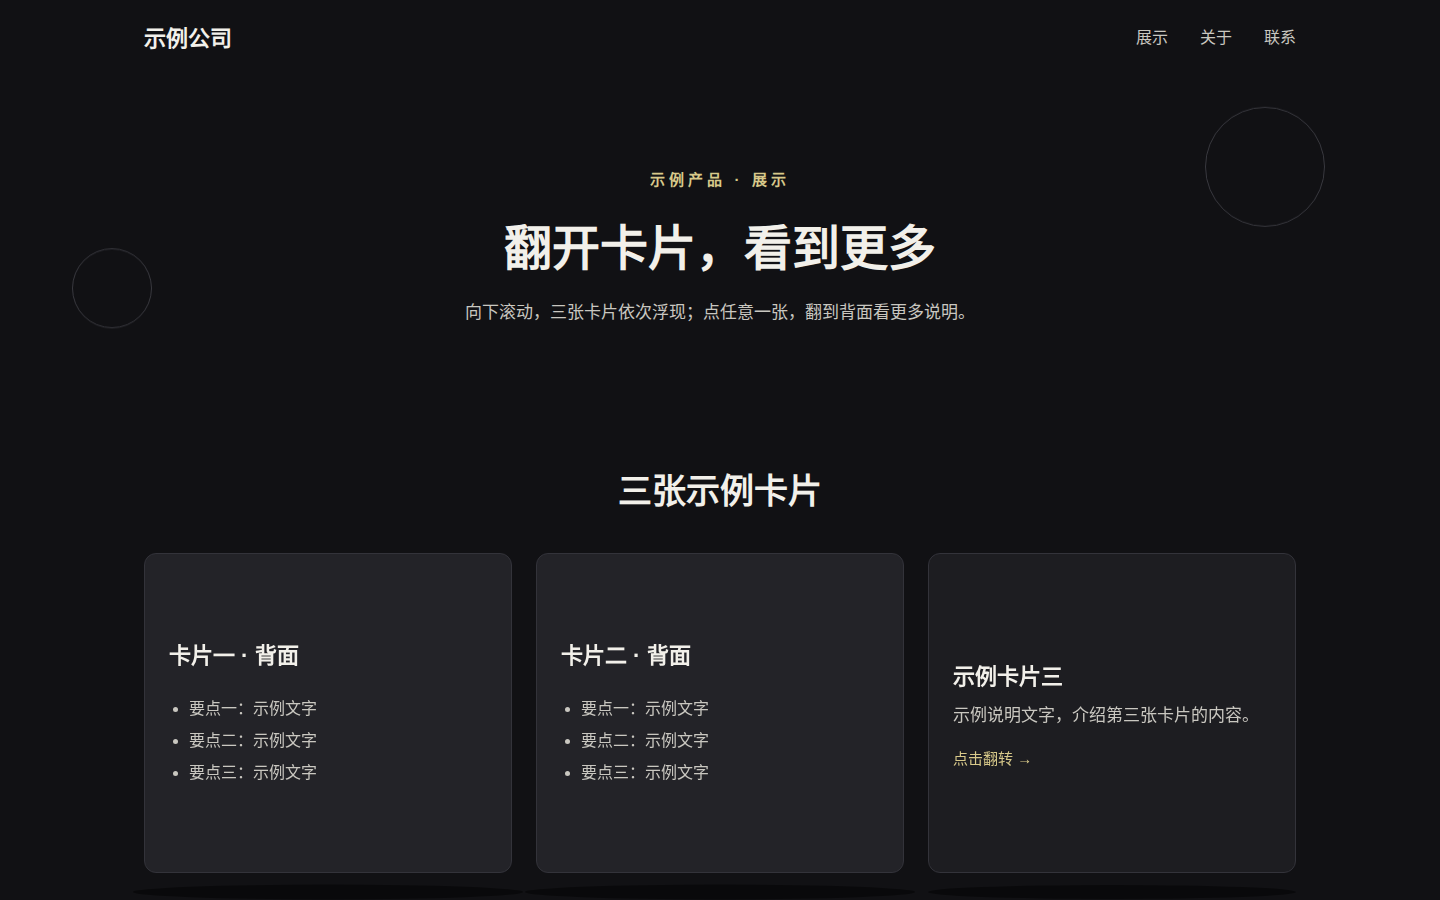 示例公司
展示 关于 联系
示例产品 · 展示
翻开卡片，看到更多
向下滚动，三张卡片依次浮现；点任意一张，翻到背面看更多说明。
三张示例卡片
卡片一 · 背面
要点一：示例文字
要点二：示例文字
要点三：示例文字
卡片二 · 背面
要点一：示例文字
要点二：示例文字
要点三：示例文字
示例卡片三
示例说明文字，介绍第三张卡片的内容。
点击翻转 →